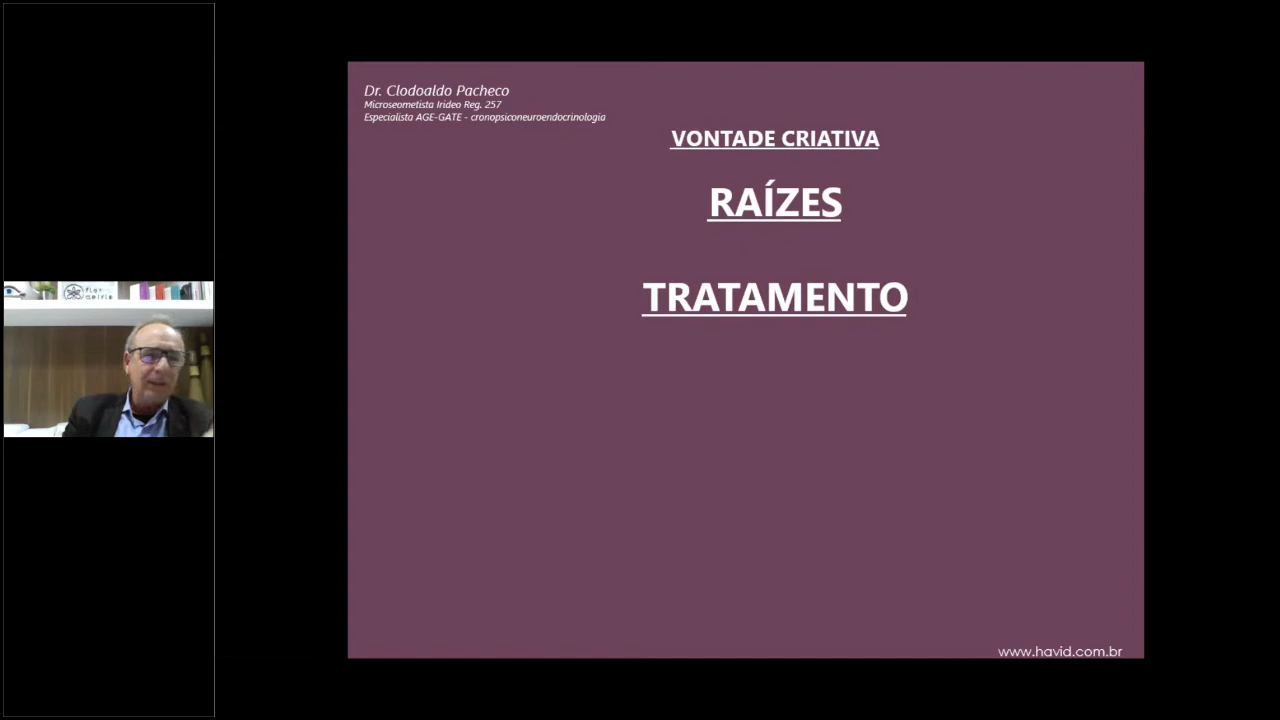 Dr. Clodoaldo Pacheco
Microseometista Irideo Reg. 257
Especialista AGE-GATE - cronopsiconeuroendocrinologia
VONTADE CRIATIVA
RAÍZES
TRATAMENTO
www.havid.com.br